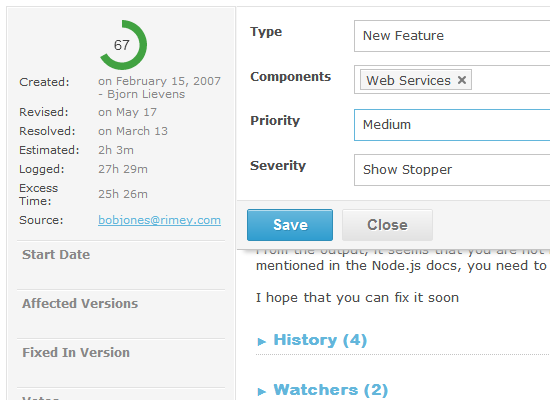 67
Created: on February 15, 2007
- Bjorn Lievens
Revised: on May 17
Resolved: on March 13
Estimated: 2h 3m
Logged: 27h 29m
Excess
Time: 25h 26m
Source: bobjones@rimey.com
Start Date
Affected Versions
Fixed In Version
Votes
Type New Feature
Components Web Services ×
Priority Medium
Severity Show Stopper
Save Close
From the output, it seems that you are not
mentioned in the Node.js docs, you need to
I hope that you can fix it soon
► History (4)
► Watchers (2)